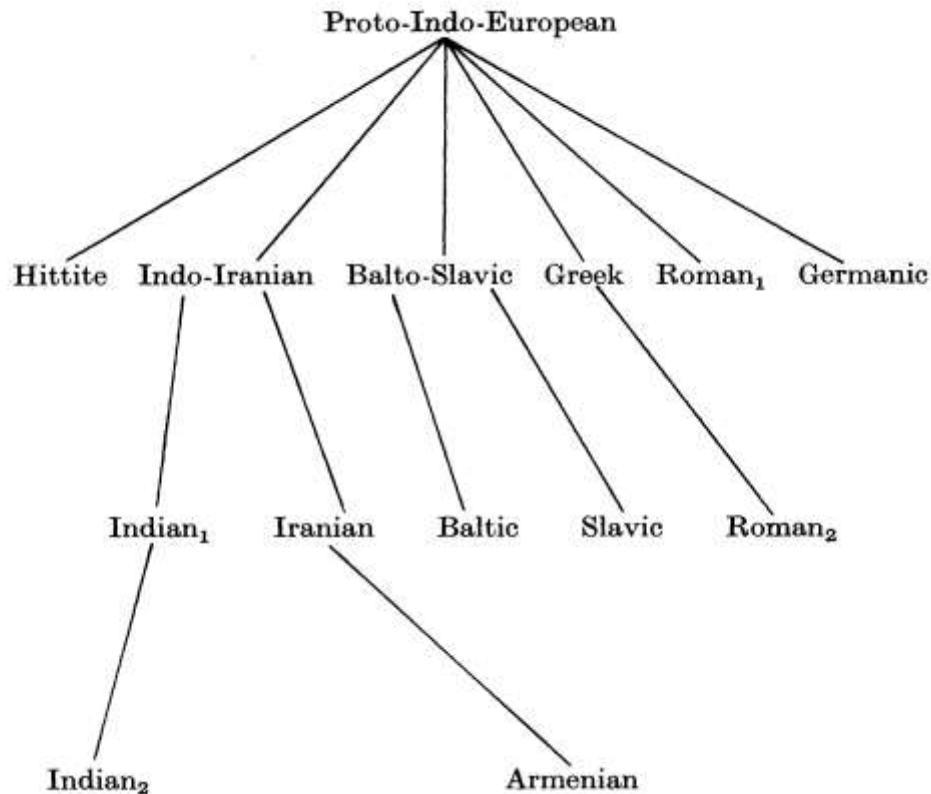 Proto-Indo-European
Hittite Indo-Iranian Balto-Slavic Greek Roman₁ Germanic
Indian₁ Iranian Baltic Slavic Roman₂
Indian₂ Armenian